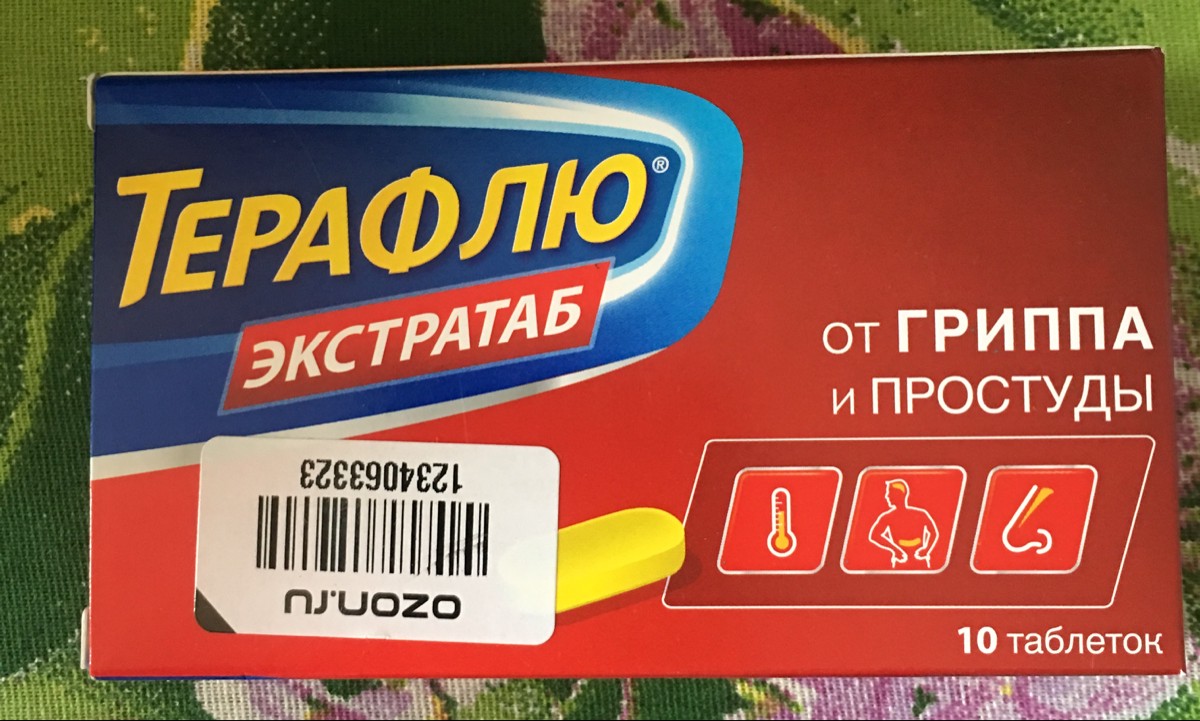 ТЕРАФЛЮ®
ЭКСТРАТАБ
от ГРИППА
и ПРОСТУДЫ
10 таблеток
ozon.ru
1234063323